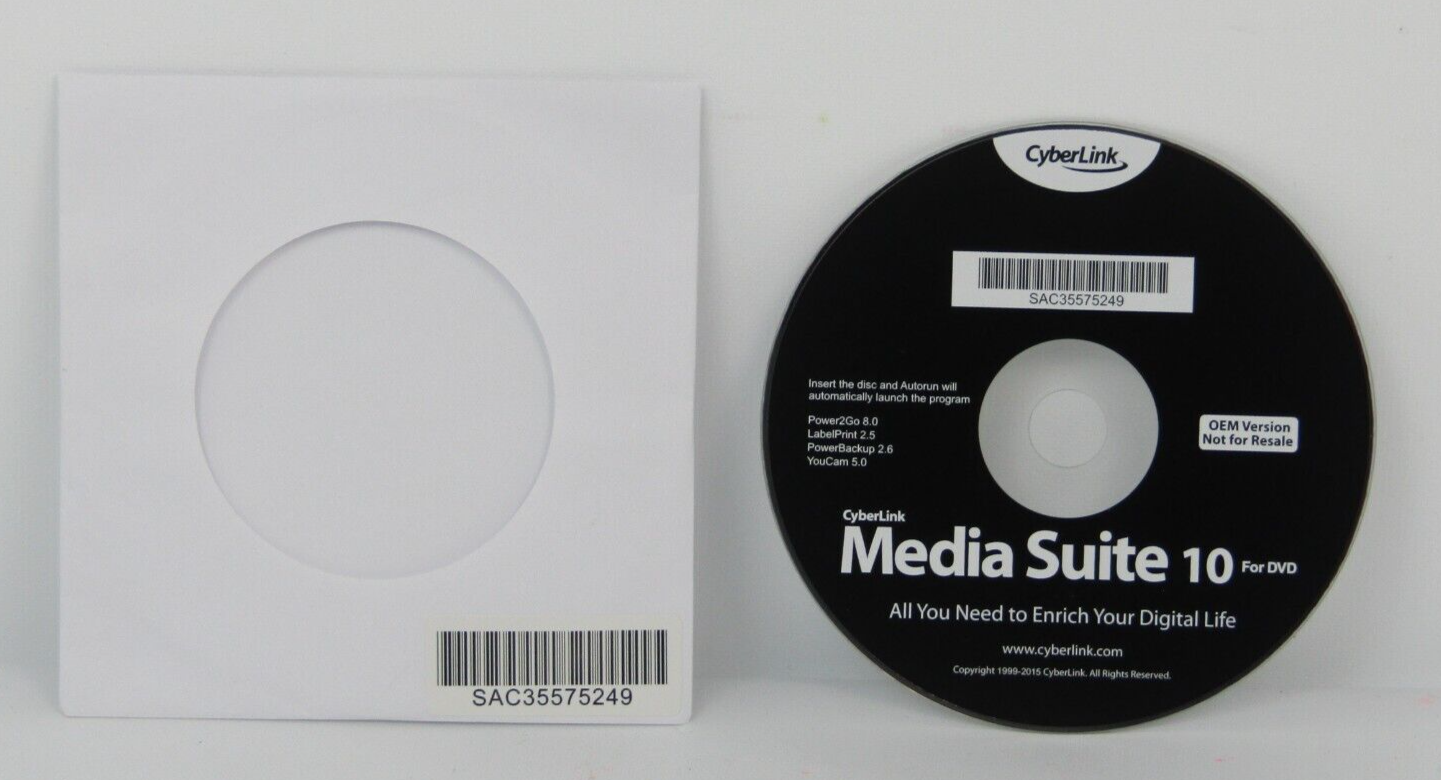 SAC35575249
CyberLink
SAC35575249
Insert the disc and Autorun will
automatically launch the program
Power2Go 8.0
LabelPrint 2.5
PowerBackup 2.6
YouCam 5.0
OEM Version
Not for Resale
CyberLink
Media Suite 10 For DVD
All You Need to Enrich Your Digital Life
www.cyberlink.com
Copyright 1999-2015 CyberLink. All Rights Reserved.